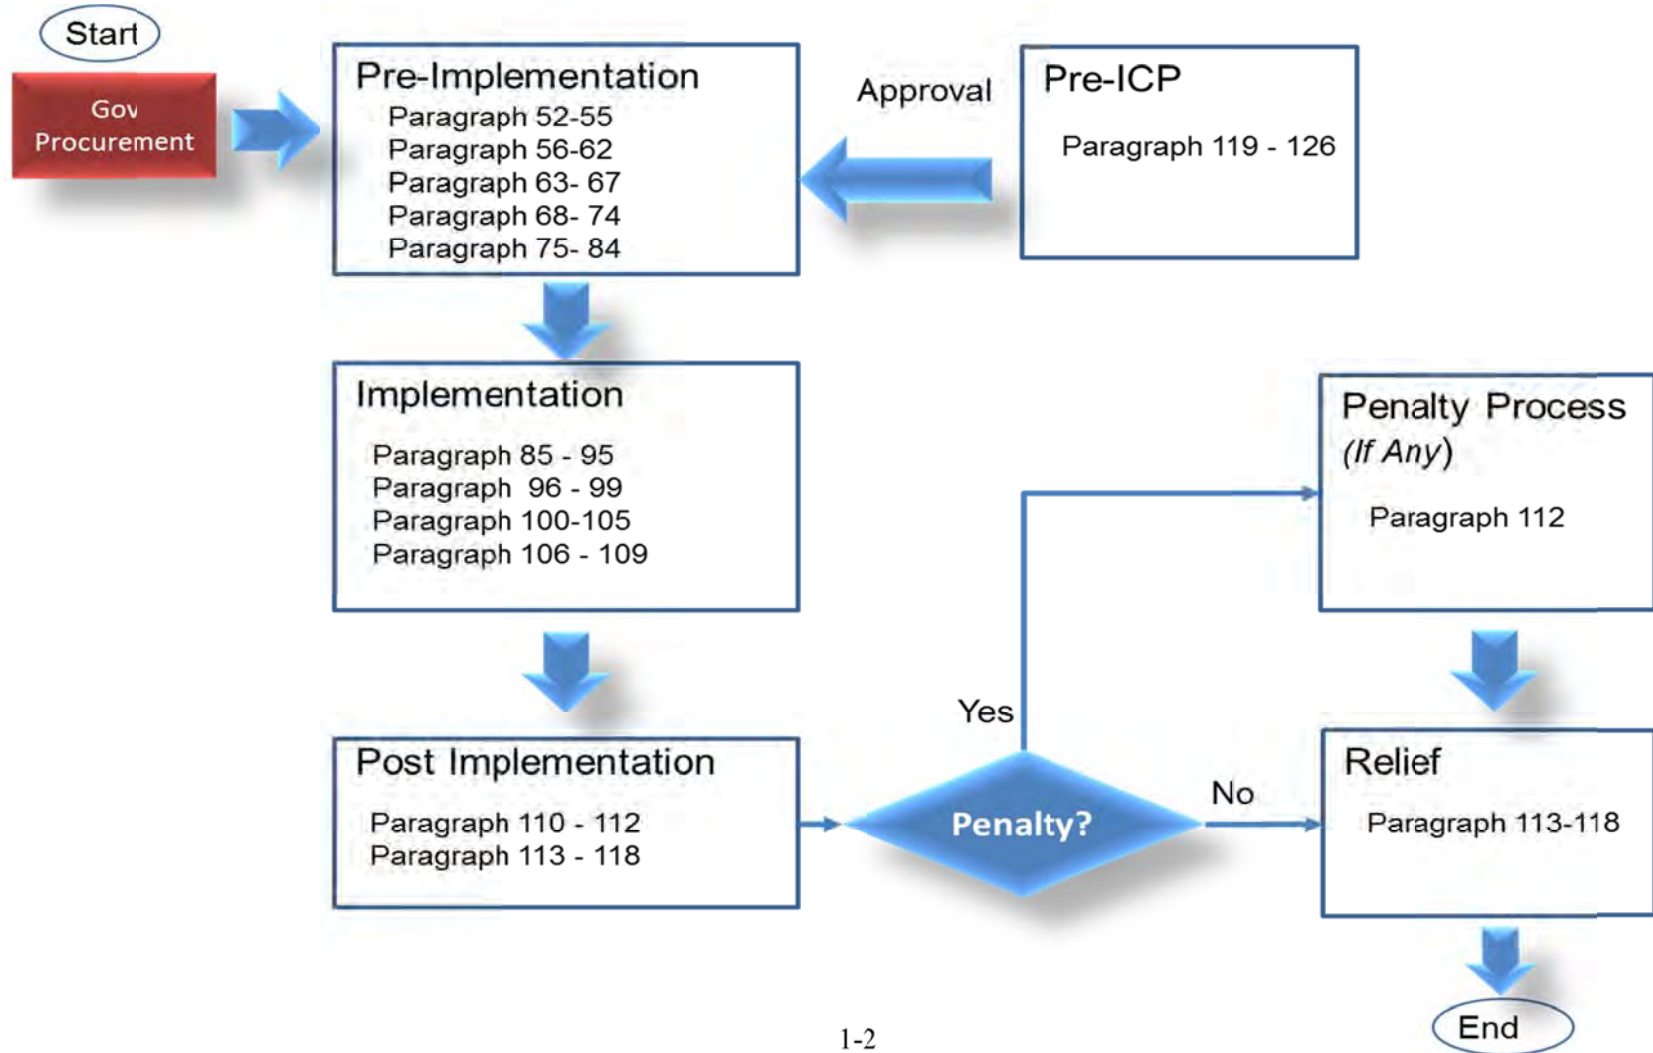 Start
Gov
Procurement
Pre-Implementation
Paragraph 52-55
Paragraph 56-62
Paragraph 63- 67
Paragraph 68- 74
Paragraph 75- 84
Approval
Pre-ICP
Paragraph 119 - 126
Implementation
Paragraph 85 - 95
Paragraph 96 - 99
Paragraph 100-105
Paragraph 106 - 109
Post Implementation
Paragraph 110 - 112
Paragraph 113 - 118
Penalty?
Yes
No
Penalty Process
(If Any)
Paragraph 112
Relief
Paragraph 113-118
End
1-2